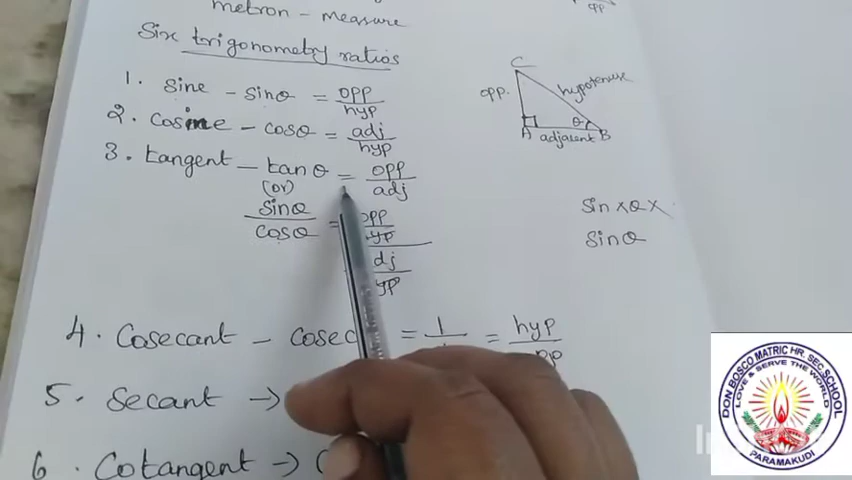 metron - measure
Six trigonometry ratios
1. Sine - sinθ = opp/hyp
2. Cosine - cosθ = adj/hyp
3. tangent - tanθ = opp/adj
(or)
sinθ/cosθ = opp/hyp / adj/hyp
C
opp. hypotenuse
θ
A adjacent B
sin x θ x
sinθ
4. Cosecant - cosec = 1/ = hyp/opp
5. Secant →
6. Cotangent →
DON BOSCO MATRIC HR. SEC. SCHOOL
LOVE & SERVE THE WORLD
PARAMAKUDI